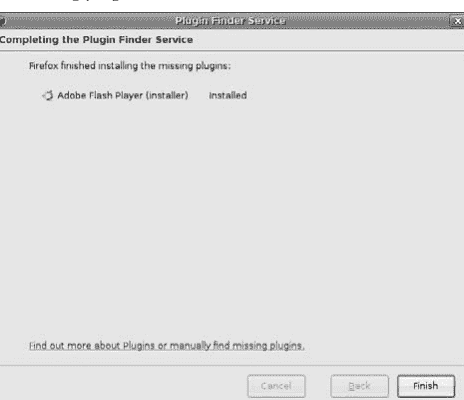 Plugin Finder Service
Completing the Plugin Finder Service
Firefox finished installing the missing plugins:
Adobe Flash Player (installer) Installed
Find out more about Plugins or manually find missing plugins.
Cancel Back Finish